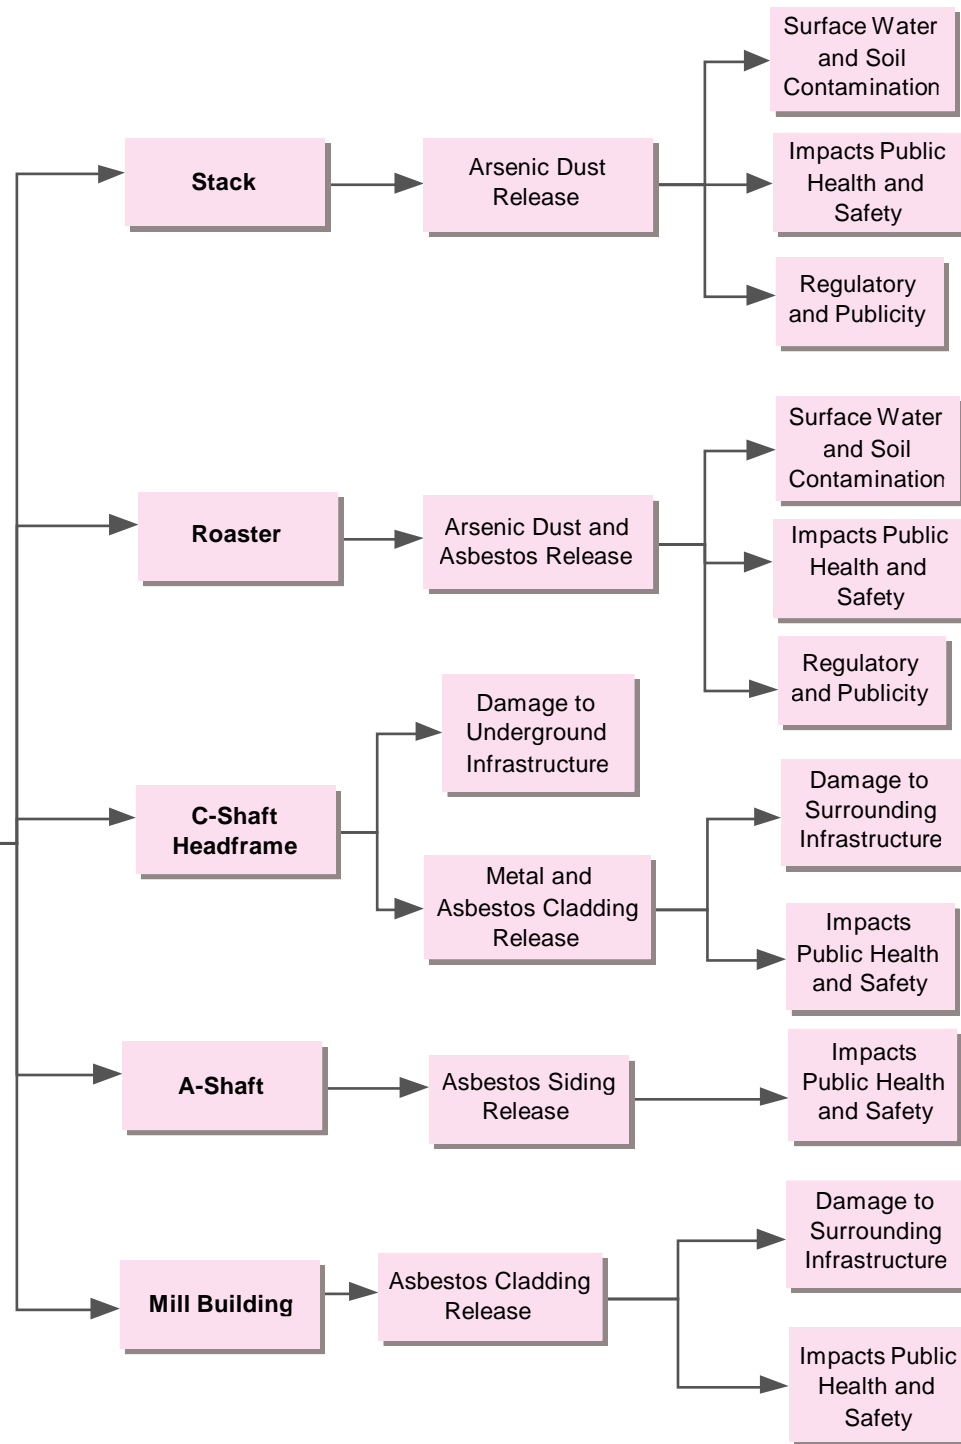 Surface Water
and Soil
Contamination
Stack
Arsenic Dust
Release
Impacts Public
Health and
Safety
Regulatory
and Publicity
Surface Water
and Soil
Contamination
Roaster
Arsenic Dust and
Asbestos Release
Impacts Public
Health and
Safety
Regulatory
and Publicity
Damage to
Underground
Infrastructure
C-Shaft
Headframe
Metal and
Asbestos Cladding
Release
Damage to
Surrounding
Infrastructure
Impacts
Public Health
and Safety
A-Shaft
Asbestos Siding
Release
Impacts
Public Health
and Safety
Mill Building
Asbestos Cladding
Release
Damage to
Surrounding
Infrastructure
Impacts Public
Health and
Safety